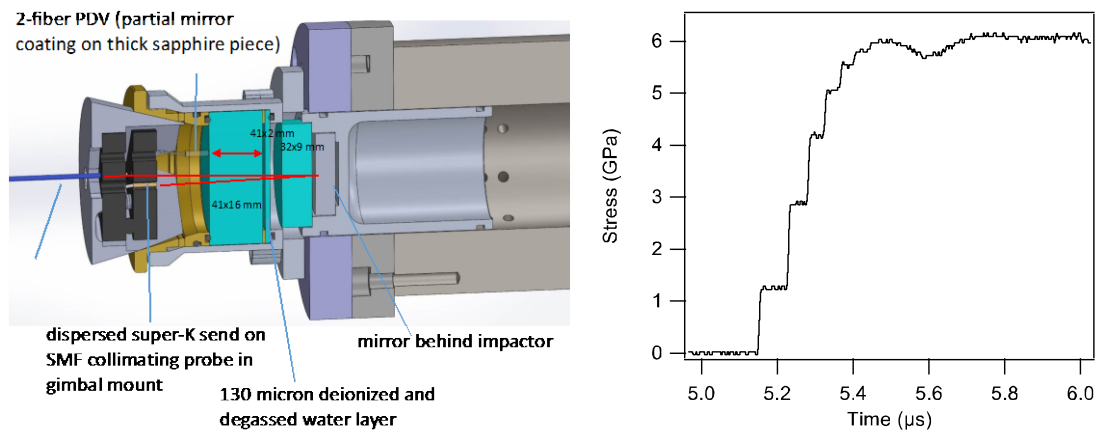 2-fiber PDV (partial mirror
coating on thick sapphire piece)
41x2 mm
32x9 mm
41x16 mm
dispersed super-K send on
SMF collimating probe in
gimbal mount
mirror behind impactor
130 micron deionized and
degassed water layer
Stress (GPa)
6
5
4
3
2
1
0
5.0 5.2 5.4 5.6 5.8 6.0
Time (µs)